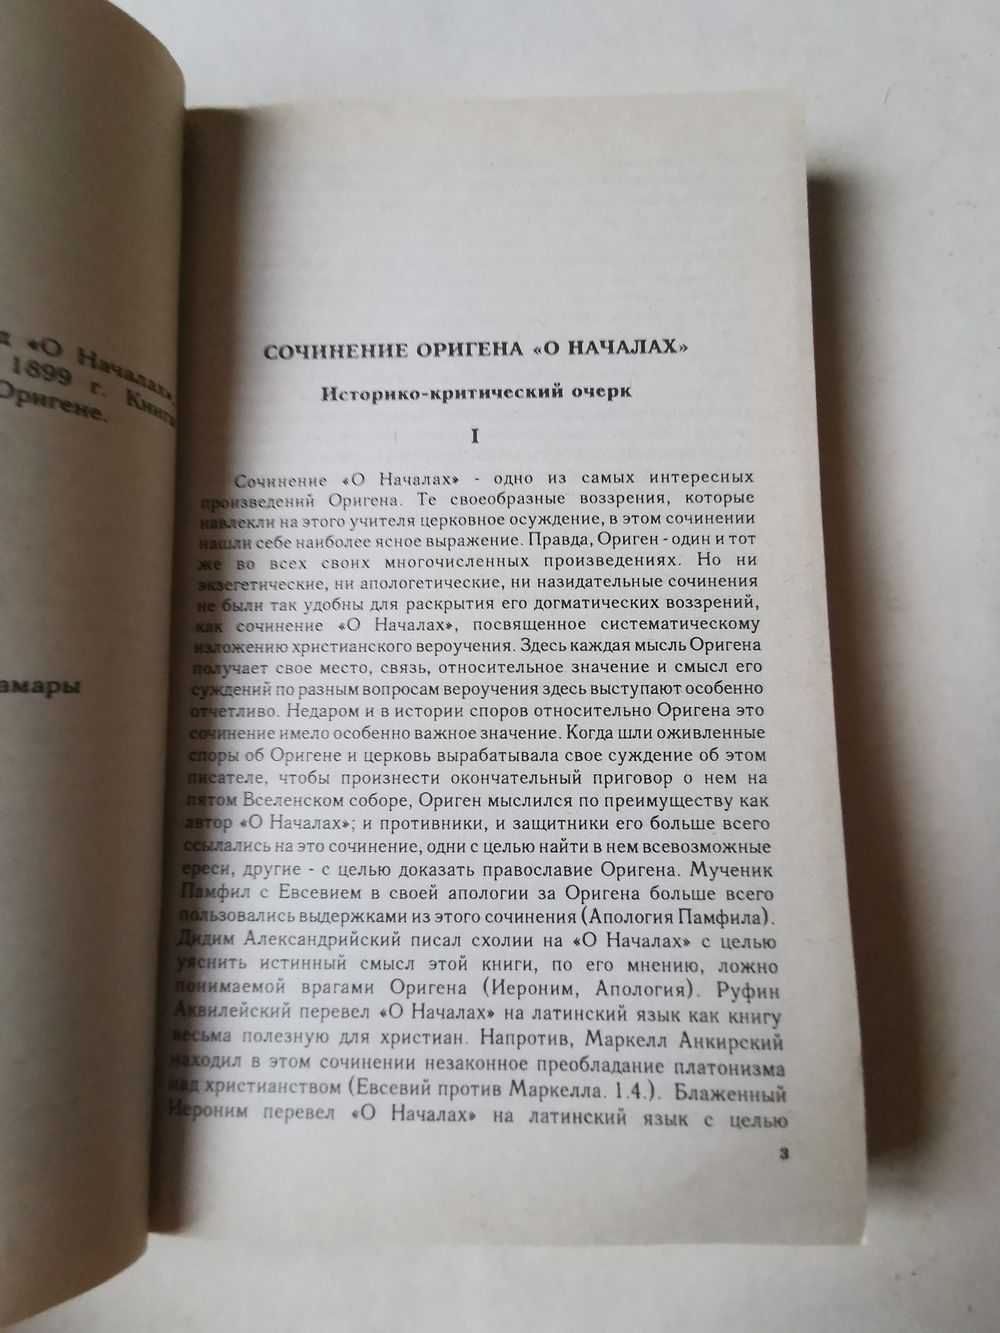 «О Началах»,
1899 г. Книга
Оригене.
амары
СОЧИНЕНИЕ ОРИГЕНА «О НАЧАЛАХ»
Историко-критический очерк
I
Сочинение «О Началах» - одно из самых интересных
произведений Оригена. Те своеобразные воззрения, которые
навлекли на этого учителя церковное осуждение, в этом сочинении
нашли себе наиболее ясное выражение. Правда, Ориген - один и тот
же во всех своих многочисленных произведениях. Но ни
экзегетические, ни апологетические, ни назидательные сочинения
не были так удобны для раскрытия его догматических воззрений,
как сочинение «О Началах», посвященное систематическому
изложению христианского вероучения. Здесь каждая мысль Оригена
получает свое место, связь, относительное значение и смысл его
суждений по разным вопросам вероучения здесь выступают особенно
отчетливо. Недаром и в истории споров относительно Оригена это
сочинение имело особенно важное значение. Когда шли оживленные
споры об Оригене и церковь вырабатывала свое суждение об этом
писателе, чтобы произнести окончательный приговор о нем на
пятом Вселенском соборе, Ориген мыслился по преимуществу как
автор «О Началах»; и противники, и защитники его больше всего
ссылались на это сочинение, одни с целью найти в нем всевозможные
ереси, другие - с целью доказать православие Оригена. Мученик
Памфил с Евсевием в своей апологии за Оригена больше всего
пользовались выдержками из этого сочинения (Апология Памфила).
Дидим Александрийский писал схолии на «О Началах» с целью
уяснить истинный смысл этой книги, по его мнению, ложно
понимаемой врагами Оригена (Иероним, Апология). Руфин
Аквилейский перевел «О Началах» на латинский язык как книгу
весьма полезную для христиан. Напротив, Маркелл Анкирский
находил в этом сочинении незаконное преобладание платонизма
над христианством (Евсевий против Маркелла. 1.4.). Блаженный
Иероним перевел «О Началах» на латинский язык с целью
3